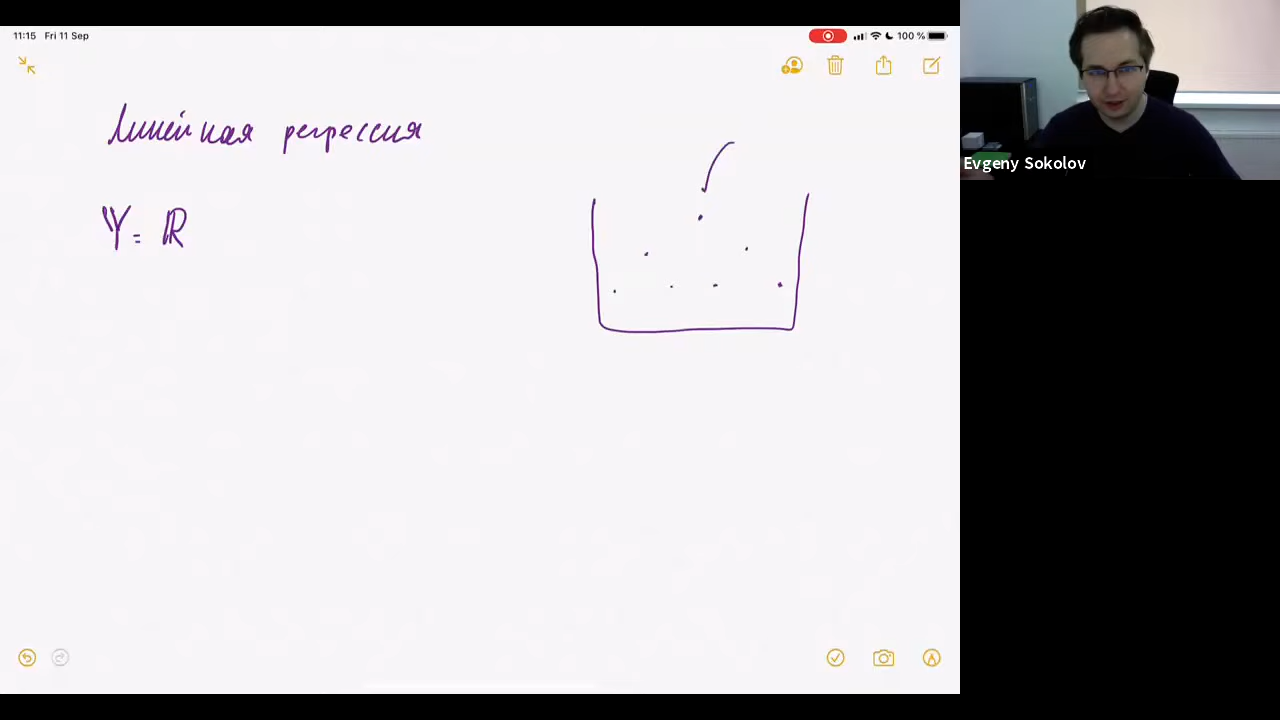 11:15 Fri 11 Sep 100 %
Линейная регрессия
𝕐 = ℝ
Evgeny Sokolov